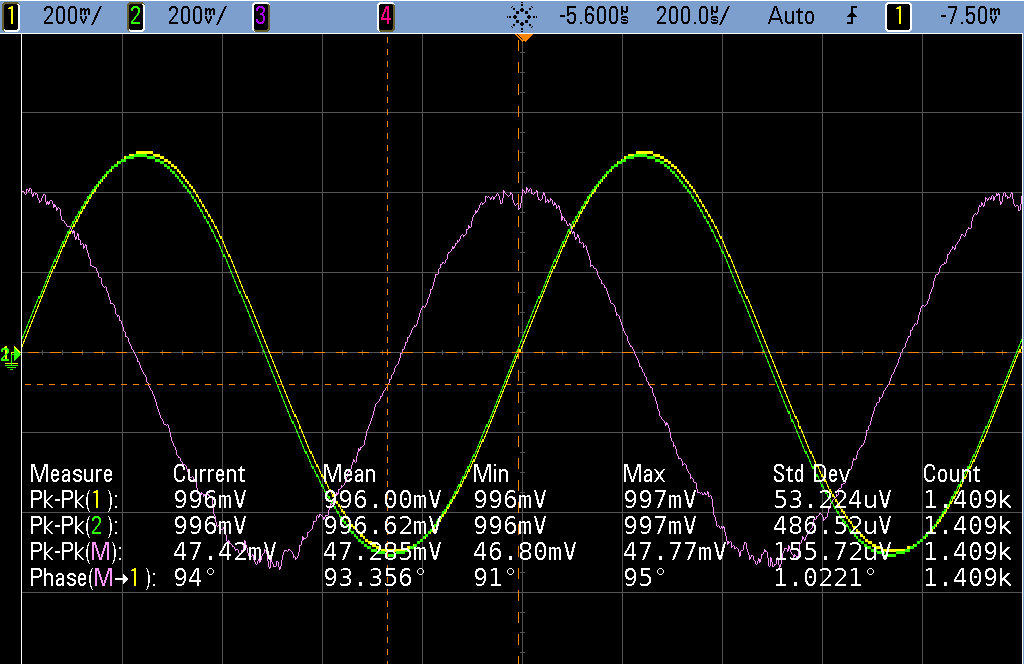 1 200mV/ 2 200mV/ 3 4 -5.600us 200.0us/ Auto 1 -7.50mV
Measure Current Mean Min Max Std Dev Count
Pk-Pk(1): 996mV 996.00mV 996mV 997mV 53.224uV 1.409k
Pk-Pk(2): 996mV 996.62mV 996mV 997mV 486.52uV 1.409k
Pk-Pk(M): 47.42mV 47.285mV 46.80mV 47.77mV 155.72uV 1.409k
Phase(M→1): 94° 93.356° 91° 95° 1.0221° 1.409k